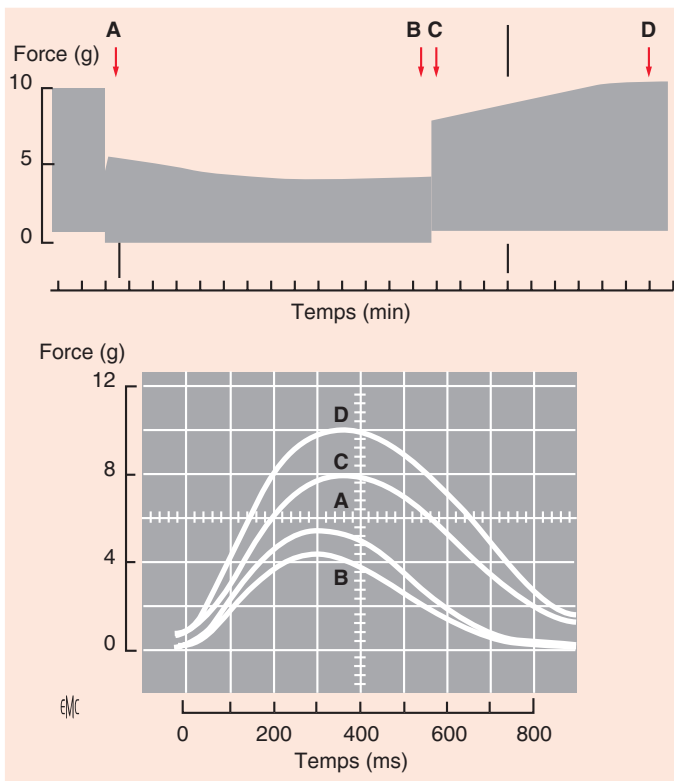 A B C D
Force (g)
10
5
0
Temps (min)
Force (g)
12
D
8
C
A
4
B
0
EMC
0 200 400 600 800
Temps (ms)